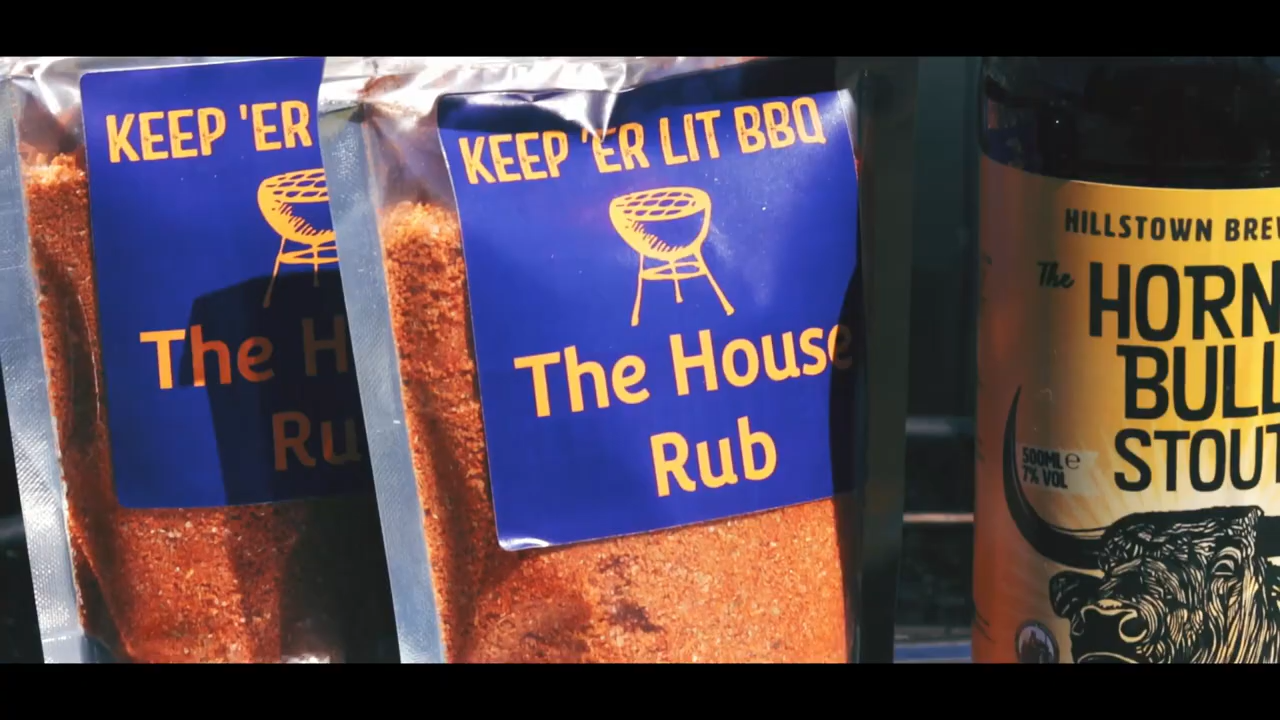 KEEP 'ER
The H
Ru
KEEP 'ER LIT BBQ
The House
Rub
HILLSTOWN BREW
The
HORN
BULL
STOUT
500ML e
7% VOL